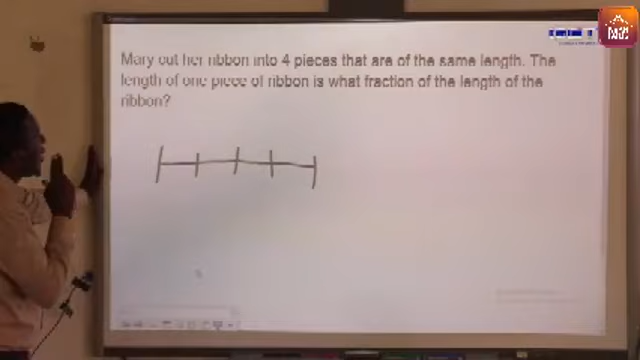 Mary cut her ribbon into 4 pieces that are of the same length. The
length of one piece of ribbon is what fraction of the length of the
ribbon?